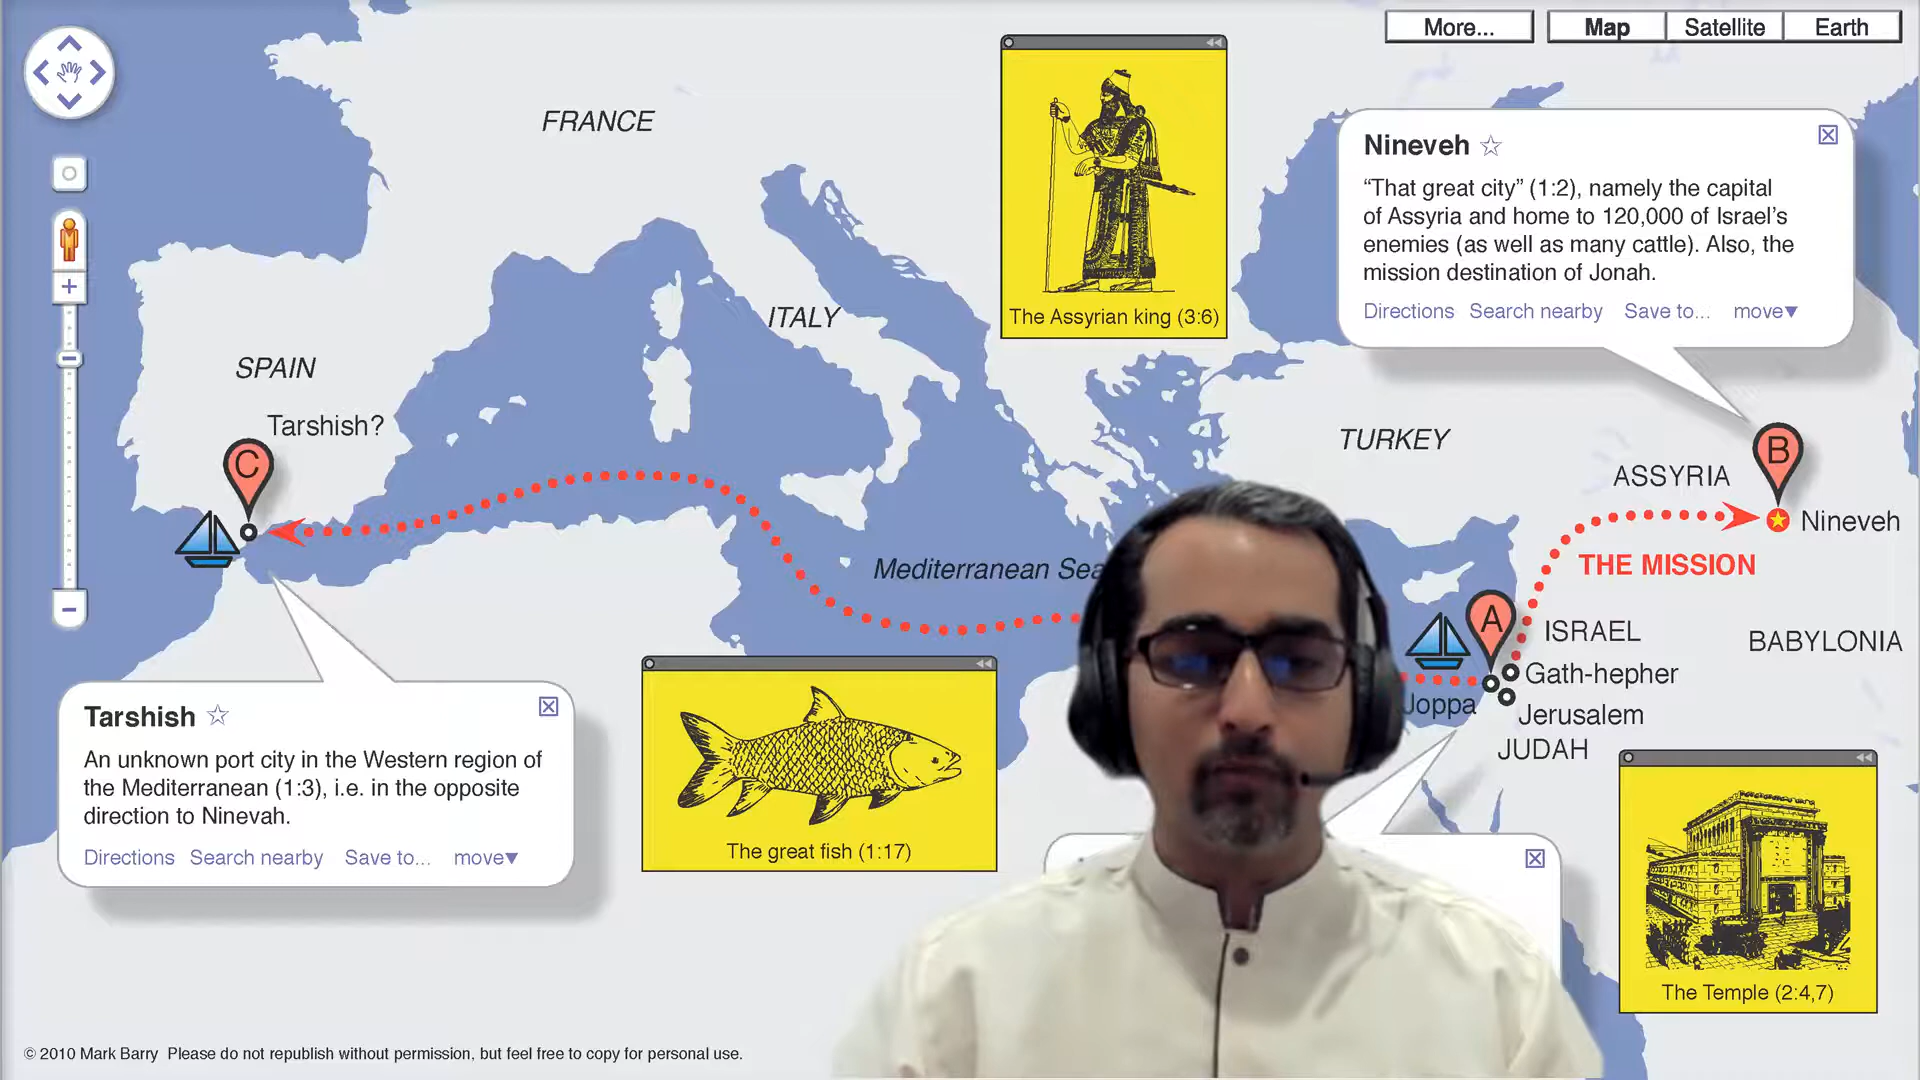 More...
Map
Satellite
Earth
FRANCE
Nineveh
“That great city” (1:2), namely the capital
of Assyria and home to 120,000 of Israel’s
enemies (as well as many cattle). Also, the
mission destination of Jonah.
Directions Search nearby Save to... move▼
The Assyrian king (3:6)
ITALY
SPAIN
Tarshish?
TURKEY
C
B
ASSYRIA
Nineveh
THE MISSION
Mediterranean Sea
A
ISRAEL
BABYLONIA
Gath-hepher
Joppa
Jerusalem
JUDAH
Tarshish
An unknown port city in the Western region of
the Mediterranean (1:3), i.e. in the opposite
direction to Ninevah.
Directions Search nearby Save to... move▼
The great fish (1:17)
The Temple (2:4,7)
© 2010 Mark Barry Please do not republish without permission, but feel free to copy for personal use.